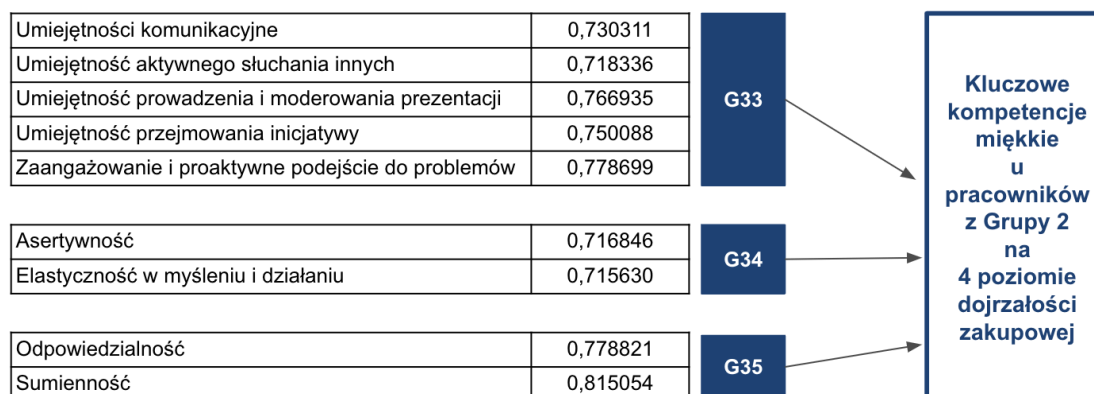 Umiejętności komunikacyjne 0,730311
Umiejętność aktywnego słuchania innych 0,718336
Umiejętność prowadzenia i moderowania prezentacji 0,766935
Umiejętność przejmowania inicjatywy 0,750088
Zaangażowanie i proaktywne podejście do problemów 0,778699
G33
Asertywność 0,716846
Elastyczność w myśleniu i działaniu 0,715630
G34
Odpowiedzialność 0,778821
Sumienność 0,815054
G35
Kluczowe
kompetencje
miękkie
u
pracowników
z Grupy 2
na
4 poziomie
dojrzałości
zakupowej